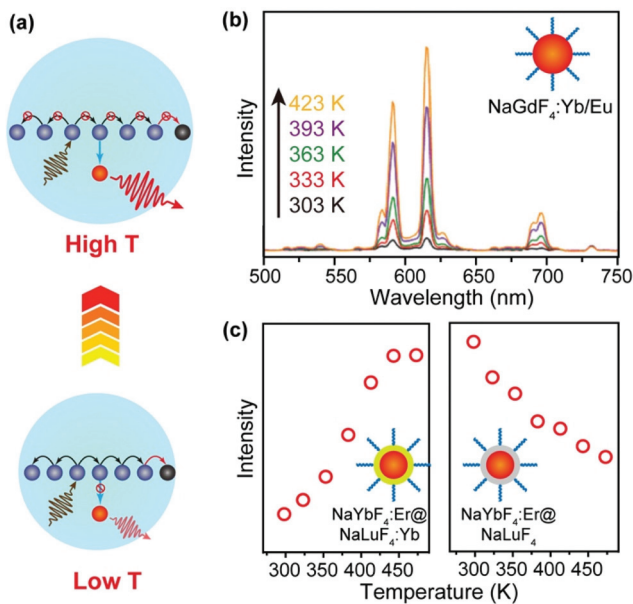 (a)
High T
Low T
(b)
Intensity
423 K
393 K
363 K
333 K
303 K
NaGdF₄:Yb/Eu
500 550 600 650 700 750
Wavelength (nm)
(c)
Intensity
NaYbF₄:Er@
NaLuF₄:Yb
NaYbF₄:Er@
NaLuF₄
300 350 400 450 300 350 400 450
Temperature (K)